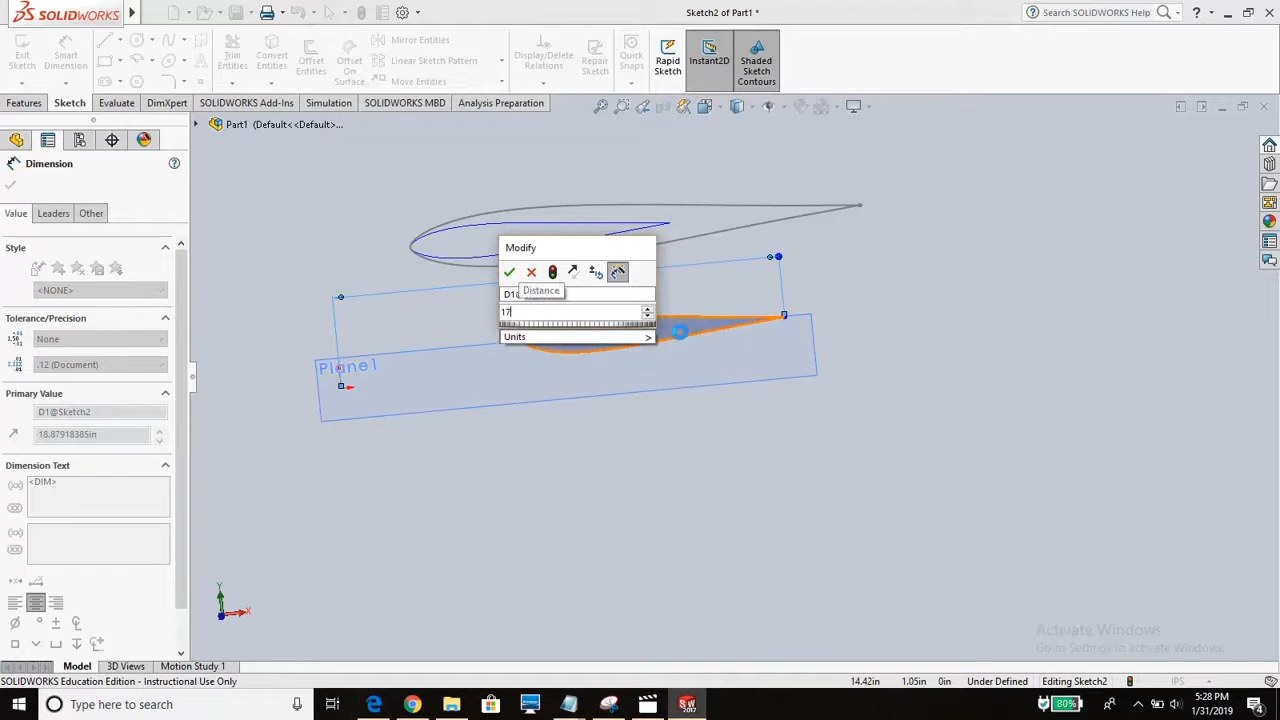 SOLIDWORKS
Sketch2 of Part1 *
Search SOLIDWORKS Help
Exit Sketch
Smart Dimension
Trim Entities
Convert Entities
Offset Entities
Offset On Surface
Mirror Entities
Linear Sketch Pattern
Move Entities
Display/Delete Relations
Repair Sketch
Quick Snaps
Rapid Sketch
Instant2D
Shaded Sketch Contours
Features
Sketch
Evaluate
DimXpert
SOLIDWORKS Add-Ins
Simulation
SOLIDWORKS MBD
Analysis Preparation
Part1 (Default<<Default>...
Dimension
Value
Leaders
Other
Style
<NONE>
Tolerance/Precision
None
.12 (Document)
Primary Value
D1@Sketch2
18.87918385in
Dimension Text
<DIM>
Modify
Distance
17
Units
>
Plane1
Y
X
Activate Windows
Go to Settings to activate Windows.
Model
3D Views
Motion Study 1
SOLIDWORKS Education Edition - Instructional Use Only
14.42in
1.05in
0in
Under Defined
Editing Sketch2
IPS
Type here to search
80%
5:28 PM
1/31/2019